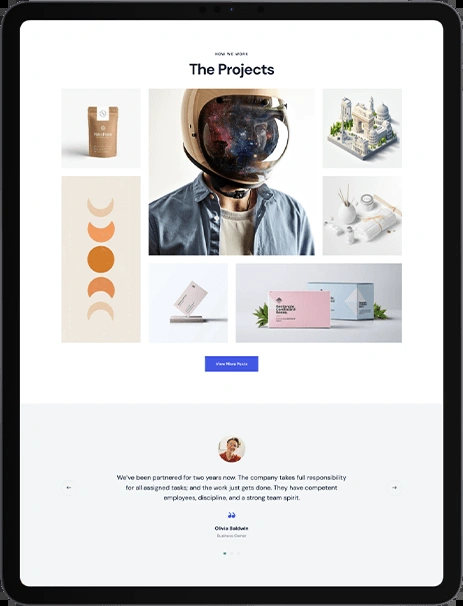 HOW WE WORK
The Projects
View More Posts
We've been partnered for two years now. The company takes full responsibility
for all assigned tasks; and the work just gets done. They have competent
employees, discipline, and a strong team spirit.
Olivia Baldwin